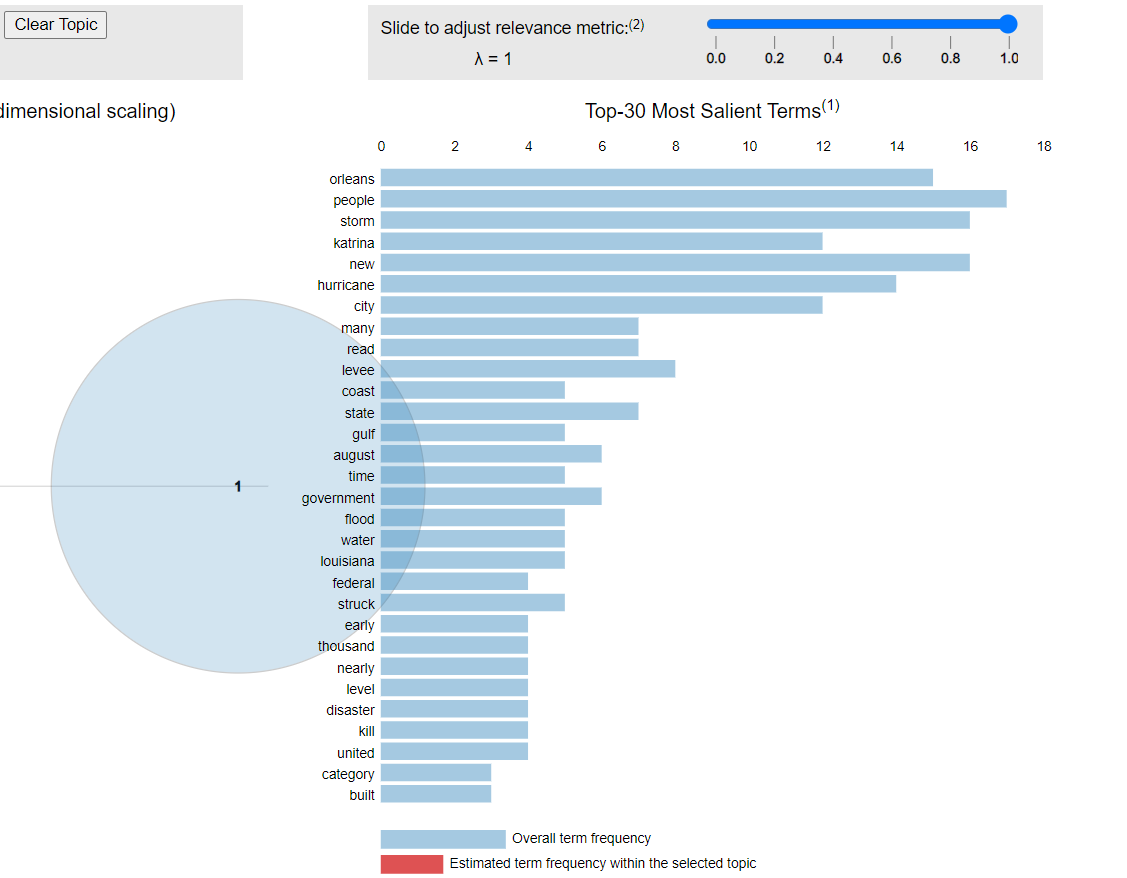 Clear Topic
Slide to adjust relevance metric:(2)
λ = 1
0.0 0.2 0.4 0.6 0.8 1.0
dimensional scaling)
Top-30 Most Salient Terms(1)
0 2 4 6 8 10 12 14 16 18
orleans
people
storm
katrina
new
hurricane
city
many
read
levee
coast
state
gulf
august
time
1
government
flood
water
louisiana
federal
struck
early
thousand
nearly
level
disaster
kill
united
category
built
Overall term frequency
Estimated term frequency within the selected topic